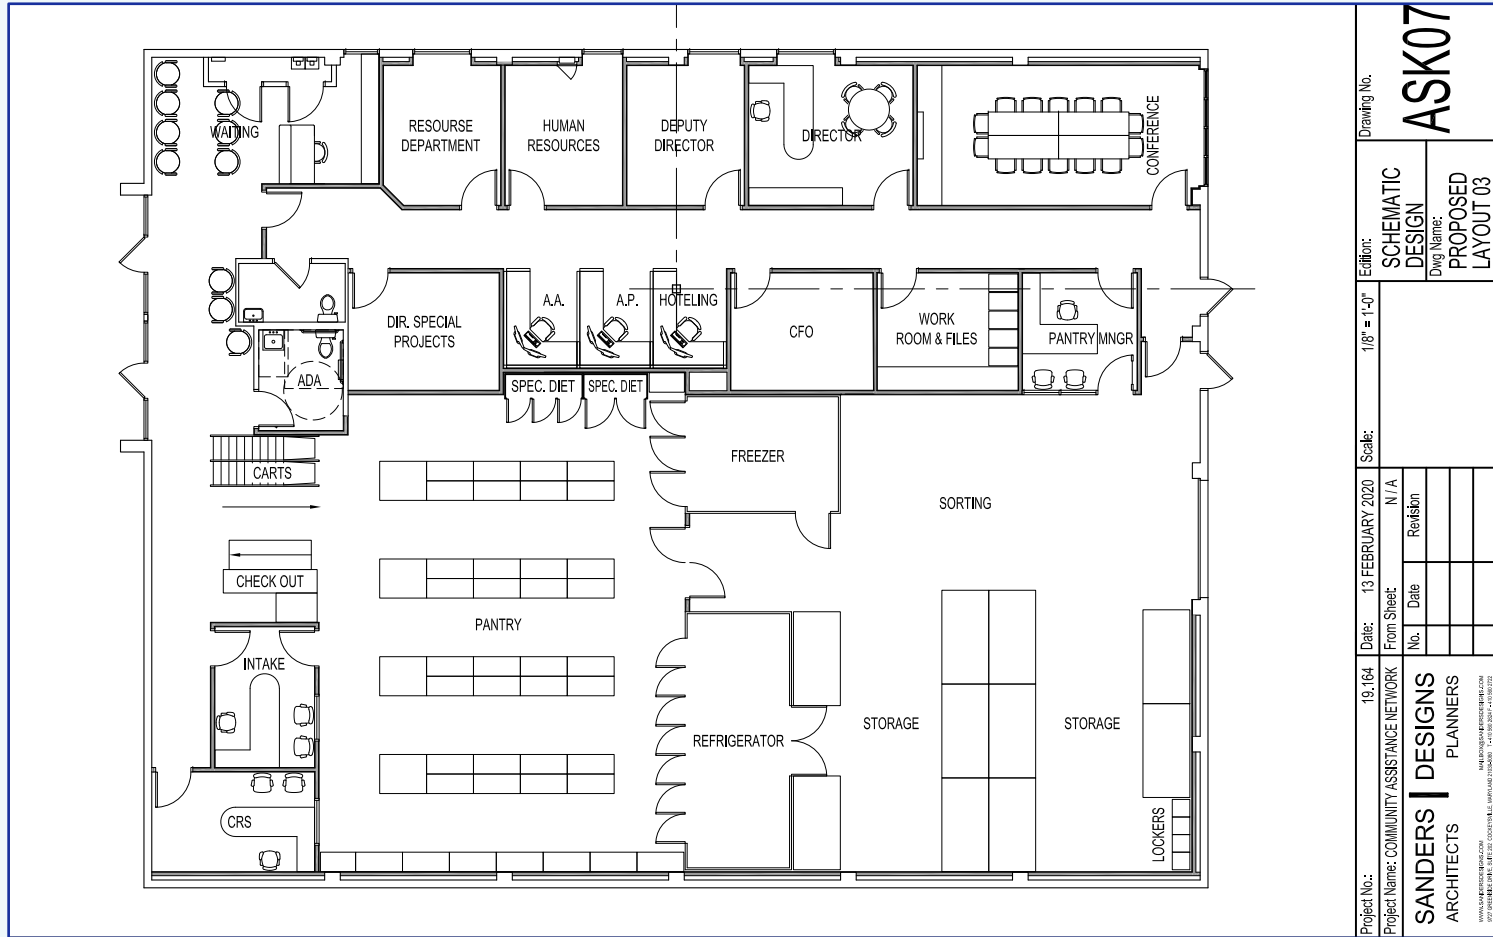 WAITING
RESOURSE
DEPARTMENT
HUMAN
RESOURCES
DEPUTY
DIRECTOR
DIRECTOR
CONFERENCE
DIR. SPECIAL
PROJECTS
A.A.
A.P.
HOTELING
CFO
WORK
ROOM & FILES
PANTRY MNGR
ADA
SPEC. DIET
SPEC. DIET
CARTS
FREEZER
SORTING
CHECK OUT
PANTRY
INTAKE
REFRIGERATOR
STORAGE
STORAGE
CRS
LOCKERS
Project No.: 19.164
Date: 13 FEBRUARY 2020
Scale: 1/8" = 1'-0"
Edition:
SCHEMATIC
DESIGN
Drawing No.
ASK07
Project Name: COMMUNITY ASSISTANCE NETWORK
From Sheet: N / A
No. Date Revision
Dwg Name:
PROPOSED
LAYOUT 03
SANDERS | DESIGNS
ARCHITECTS PLANNERS